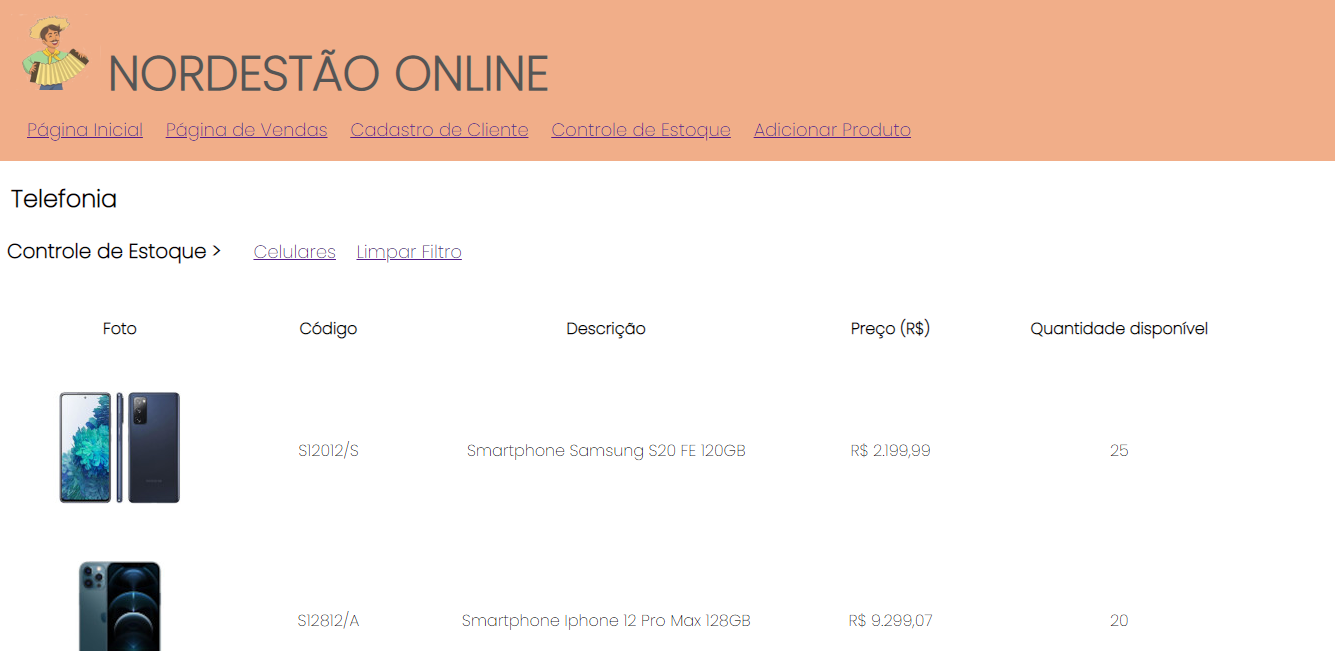 NORDESTÃO ONLINE
Página Inicial Página de Vendas Cadastro de Cliente Controle de Estoque Adicionar Produto
Telefonia
Controle de Estoque > Celulares Limpar Filtro
Foto Código Descrição Preço (R$) Quantidade disponível
S12012/S Smartphone Samsung S20 FE 120GB R$ 2.199,99 25
S12812/A Smartphone Iphone 12 Pro Max 128GB R$ 9.299,07 20